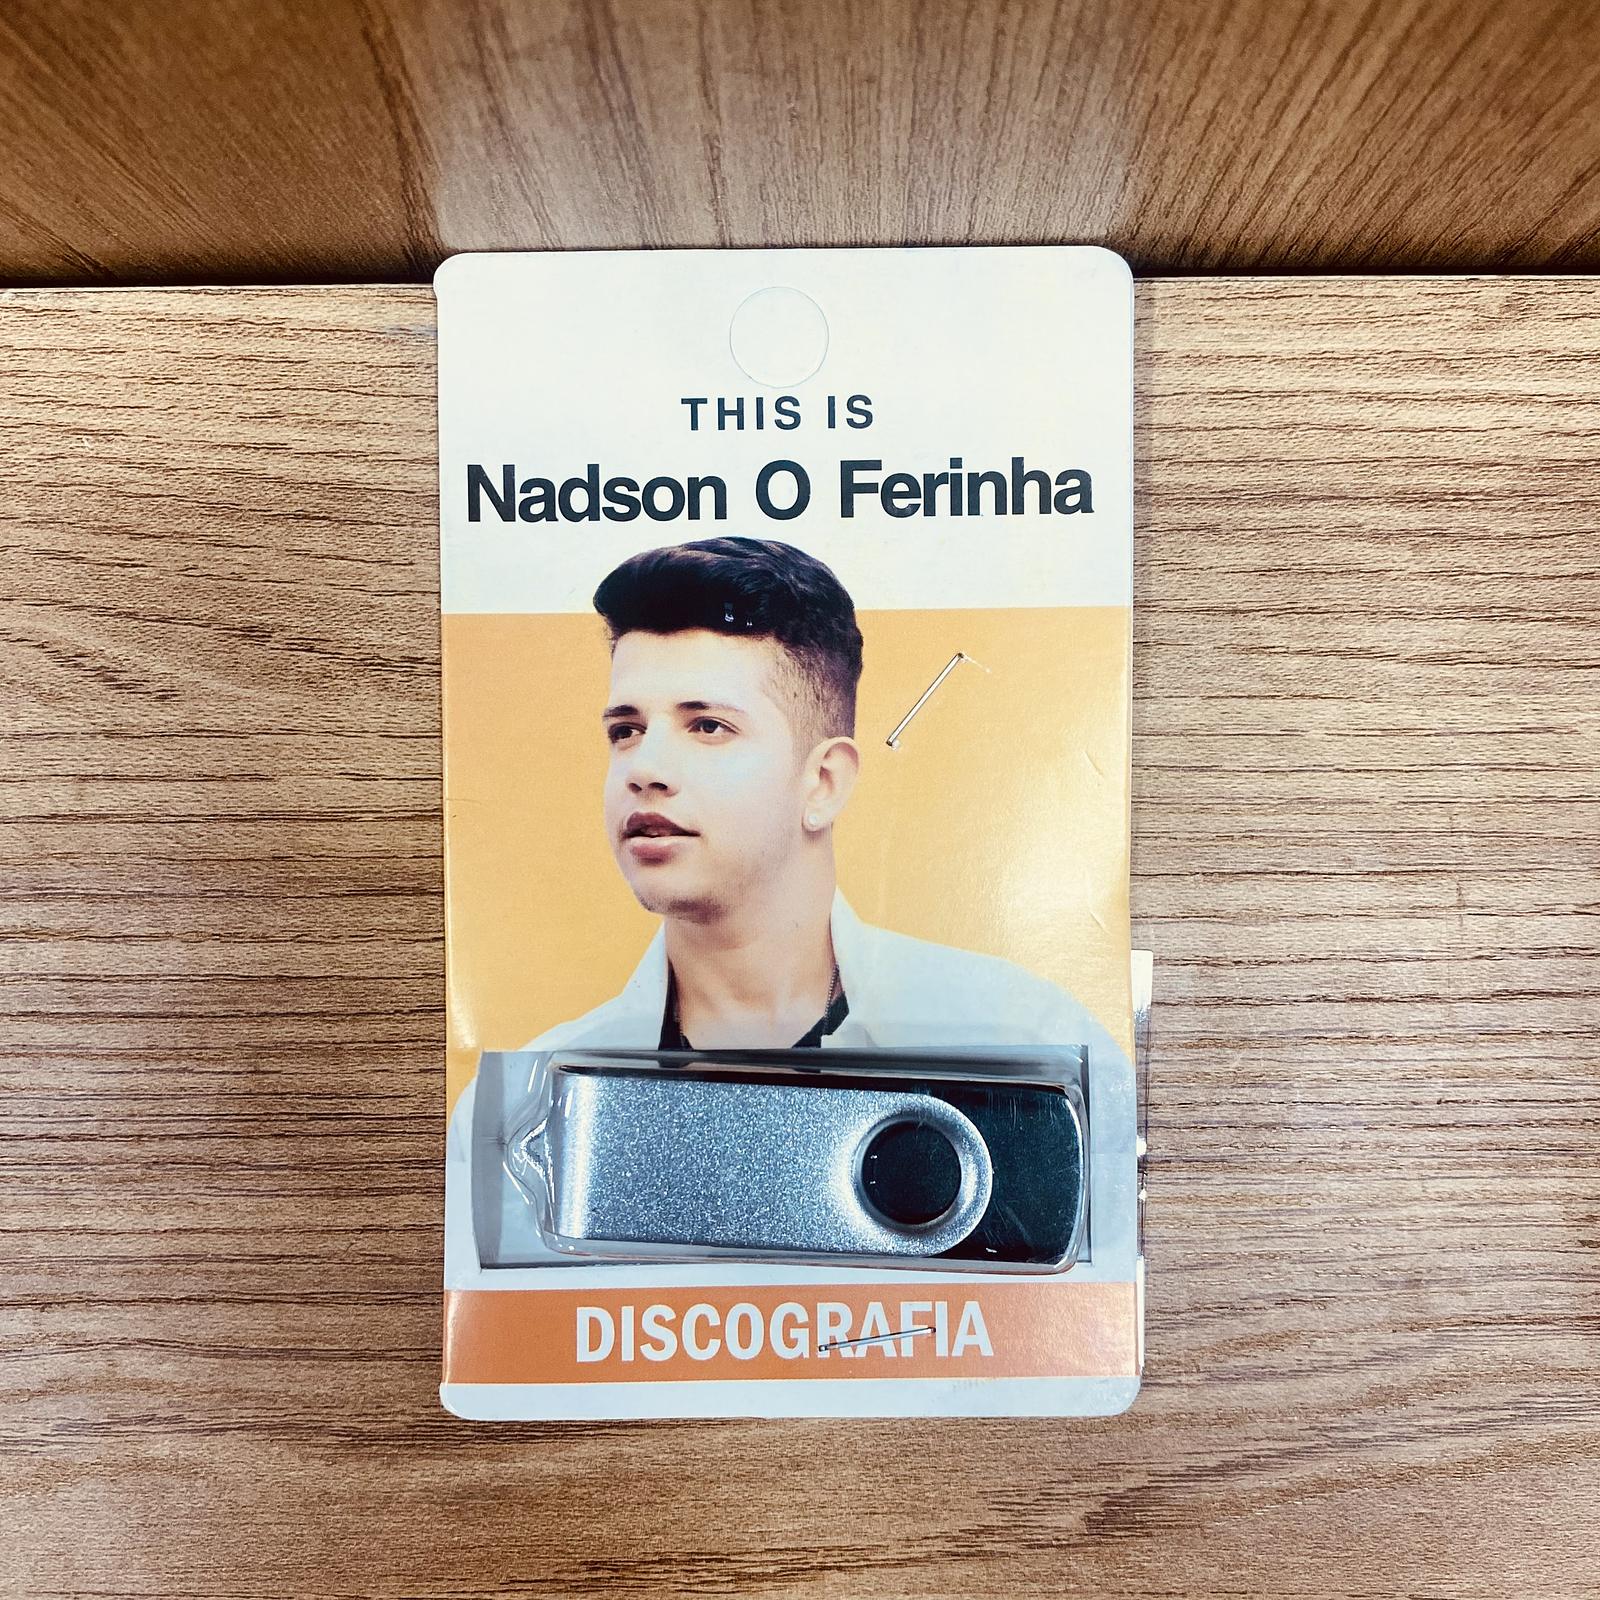 THIS IS
Nadson O Ferinha
DISCOGRAFIA